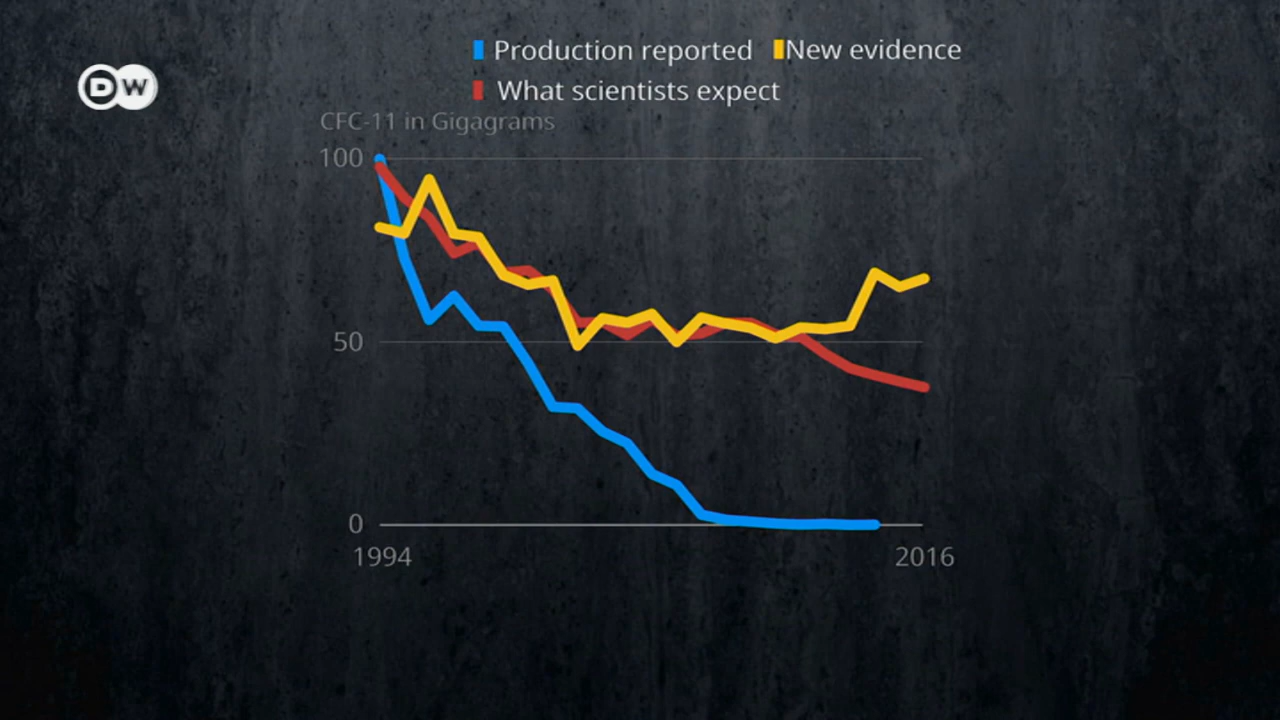 Production reported New evidence
What scientists expect
DW
CFC-11 in Gigagrams
100
50
0
1994 2016